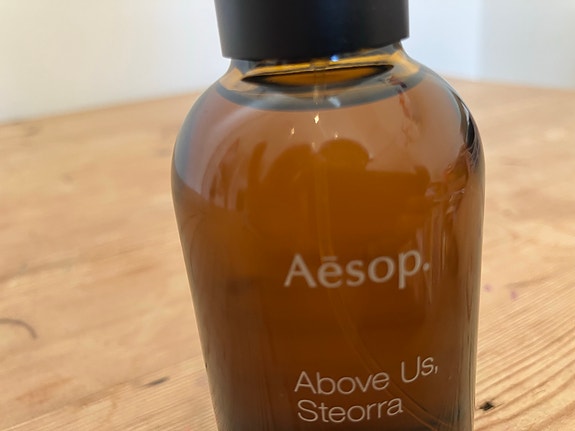 Aēsop.
Above Us,
Steorra